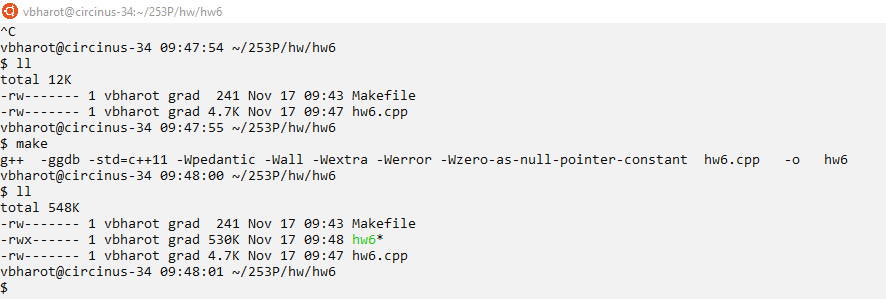 vbharot@circinus-34:~/253P/hw/hw6
^C
vbharot@circinus-34 09:47:54 ~/253P/hw/hw6
$ ll
total 12K
-rw------- 1 vbharot grad  241 Nov 17 09:43 Makefile
-rw------- 1 vbharot grad 4.7K Nov 17 09:47 hw6.cpp
vbharot@circinus-34 09:47:55 ~/253P/hw/hw6
$ make
g++  -ggdb -std=c++11 -Wpedantic -Wall -Wextra -Werror -Wzero-as-null-pointer-constant  hw6.cpp   -o   hw6
vbharot@circinus-34 09:48:00 ~/253P/hw/hw6
$ ll
total 548K
-rw------- 1 vbharot grad  241 Nov 17 09:43 Makefile
-rwx------ 1 vbharot grad 530K Nov 17 09:48 hw6*
-rw------- 1 vbharot grad 4.7K Nov 17 09:47 hw6.cpp
vbharot@circinus-34 09:48:01 ~/253P/hw/hw6
$